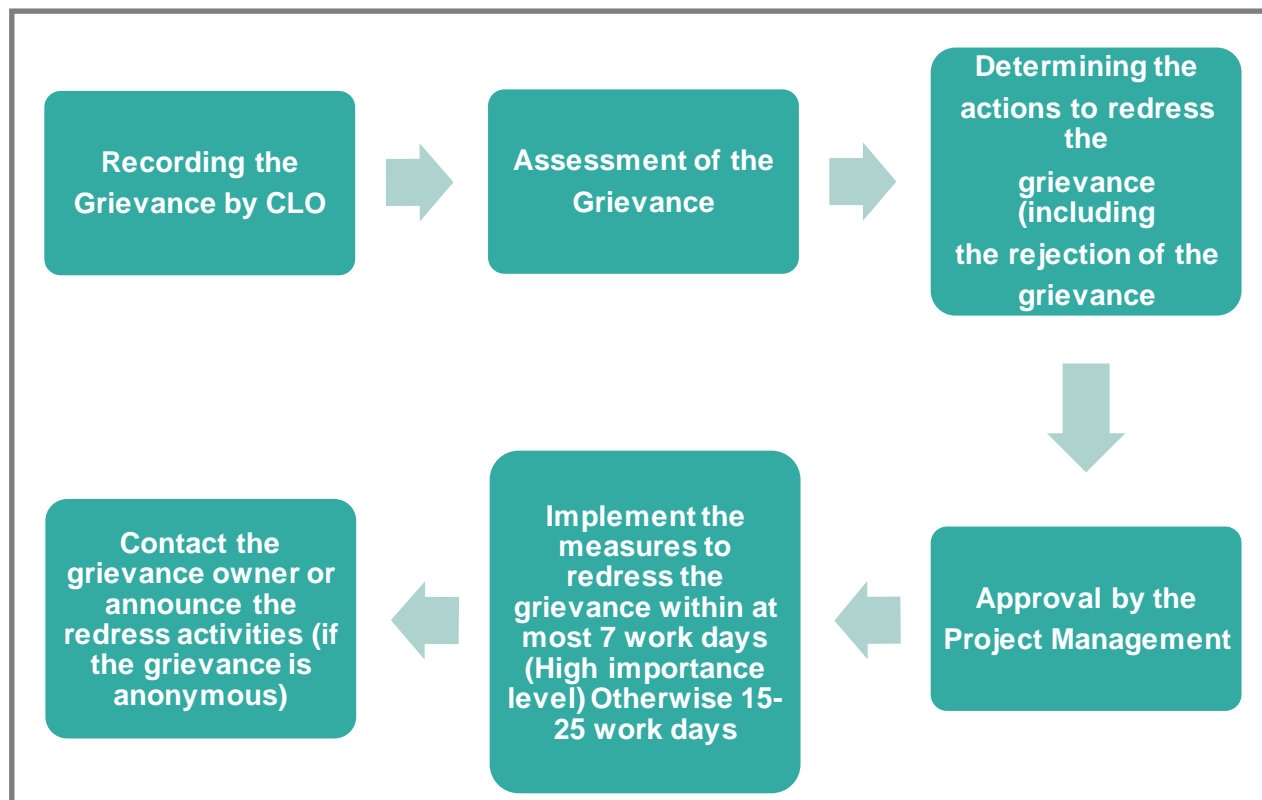 Recording the
Grievance by CLO
Assessment of the
Grievance
Determining the
actions to redress
the
grievance
(including
the rejection of the
grievance
Approval by the
Project Management
Implement the
measures to
redress the
grievance within at
most 7 work days
(High importance
level) Otherwise 15-
25 work days
Contact the
grievance owner or
announce the
redress activities (if
the grievance is
anonymous)